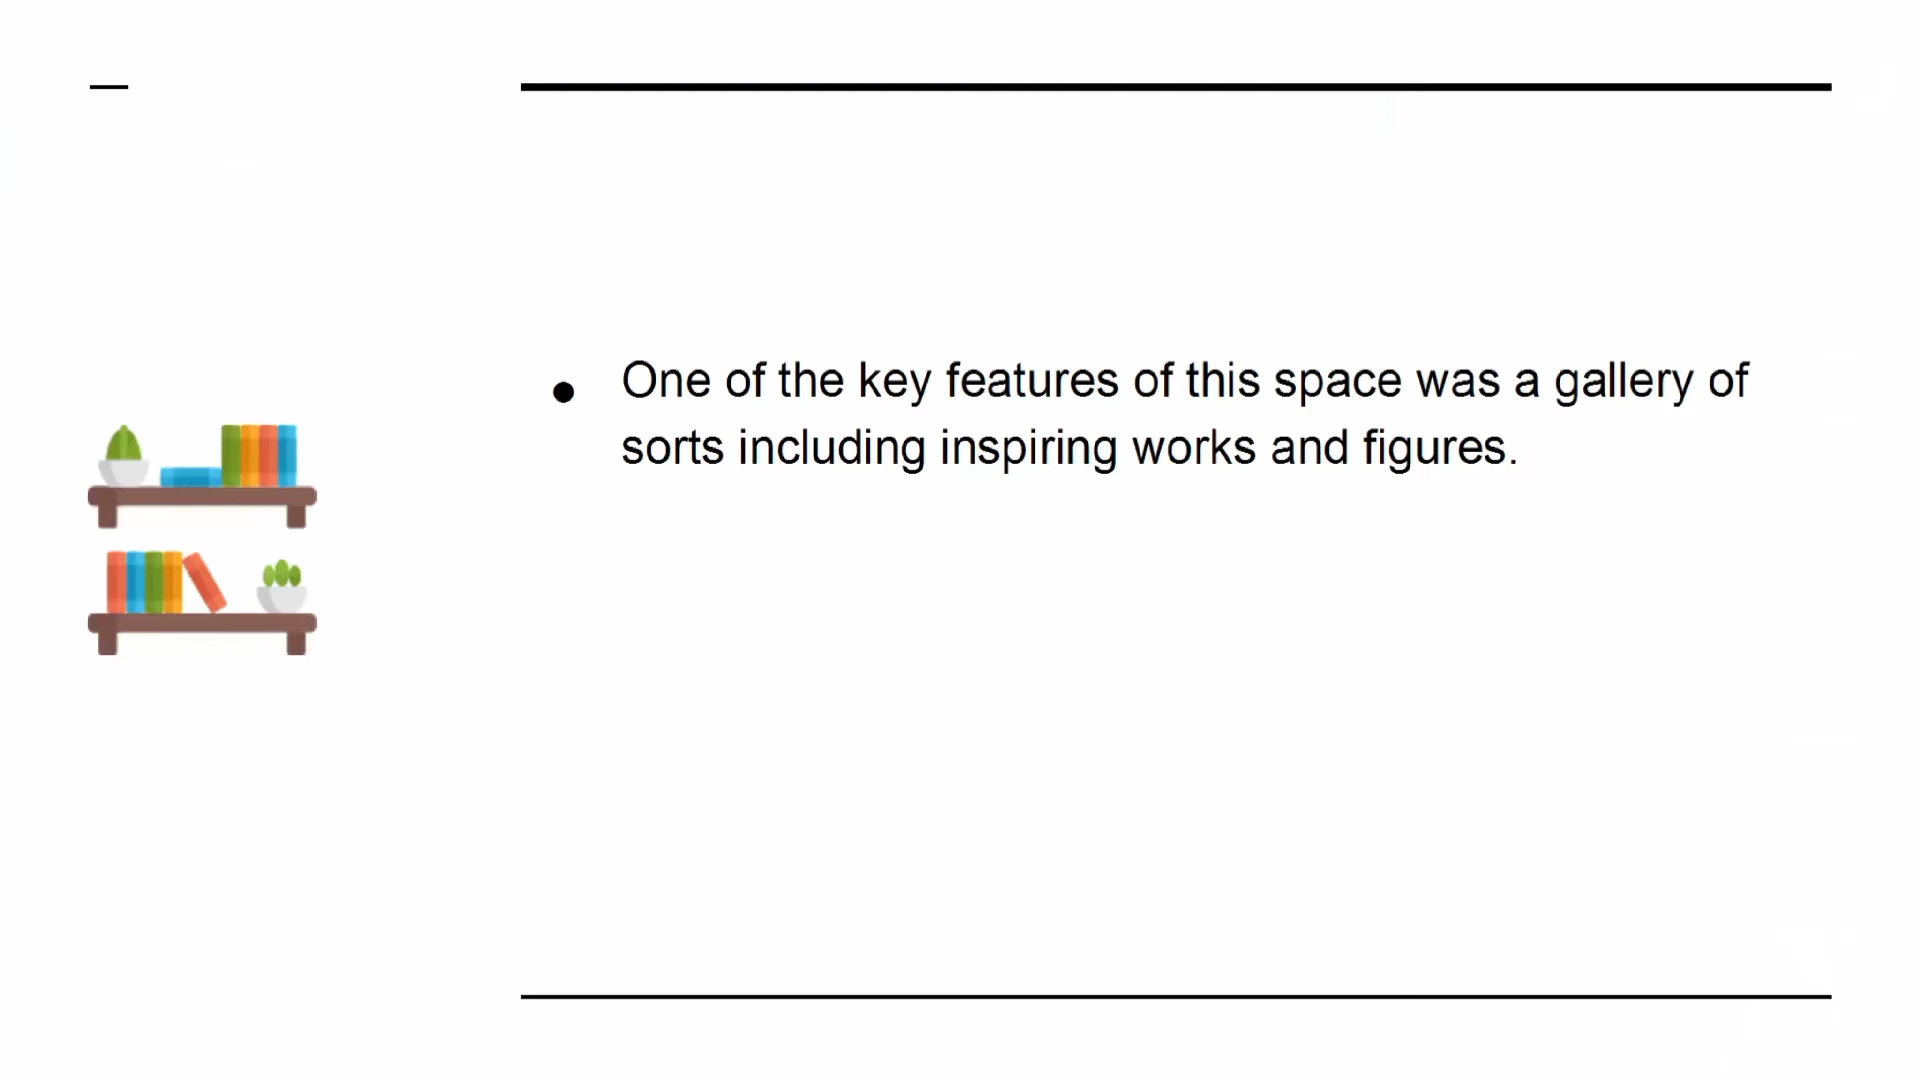 ● One of the key features of this space was a gallery of
sorts including inspiring works and figures.